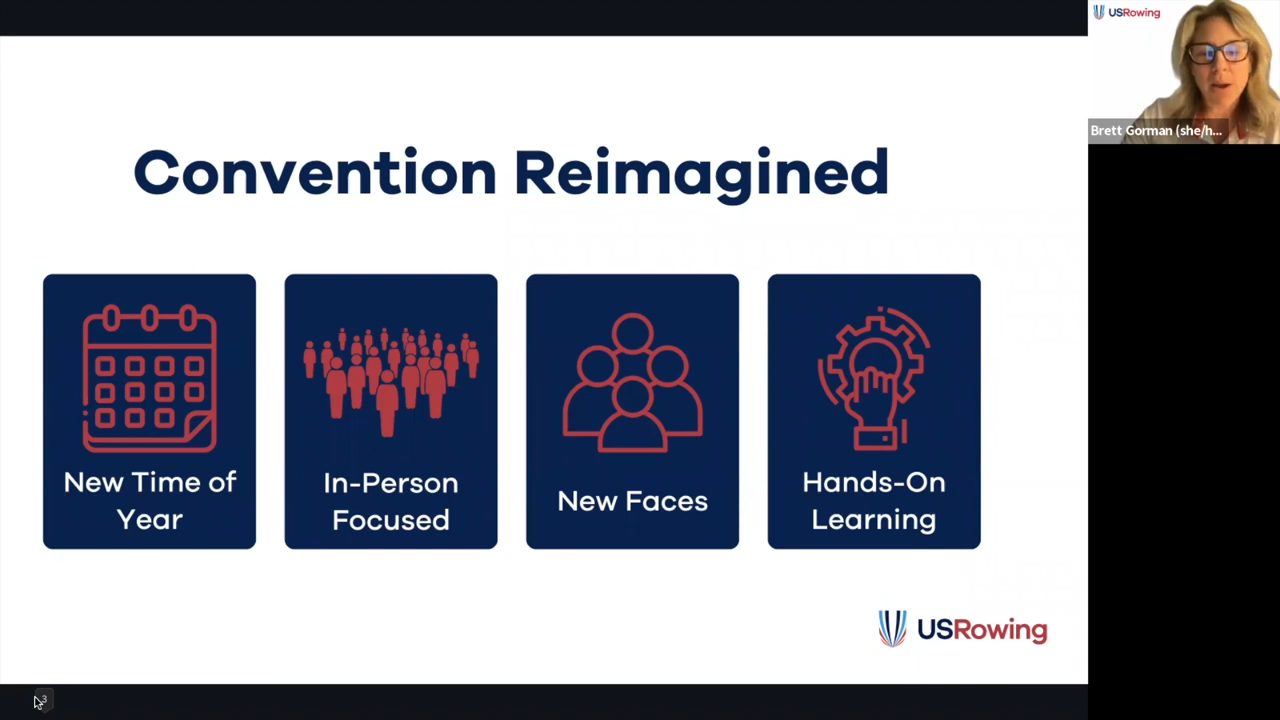 USRowing
Brett Gorman (she/h...
Convention Reimagined
New Time of
Year
In-Person
Focused
New Faces
Hands-On
Learning
USRowing
3